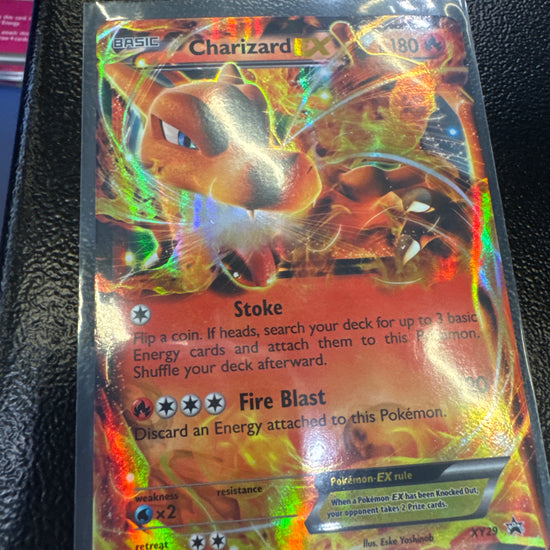 BASIC Charizard EX 180
Stoke
Flip a coin. If heads, search your deck for up to 3 basic
Energy cards and attach them to this Pokémon.
Shuffle your deck afterward.
Fire Blast
Discard an Energy attached to this Pokémon.
Pokémon-EX rule
When a Pokémon-EX has been Knocked Out,
your opponent takes 2 Prize cards.
weakness resistance
×2
retreat
Illus. Eske Yoshinob
XY29